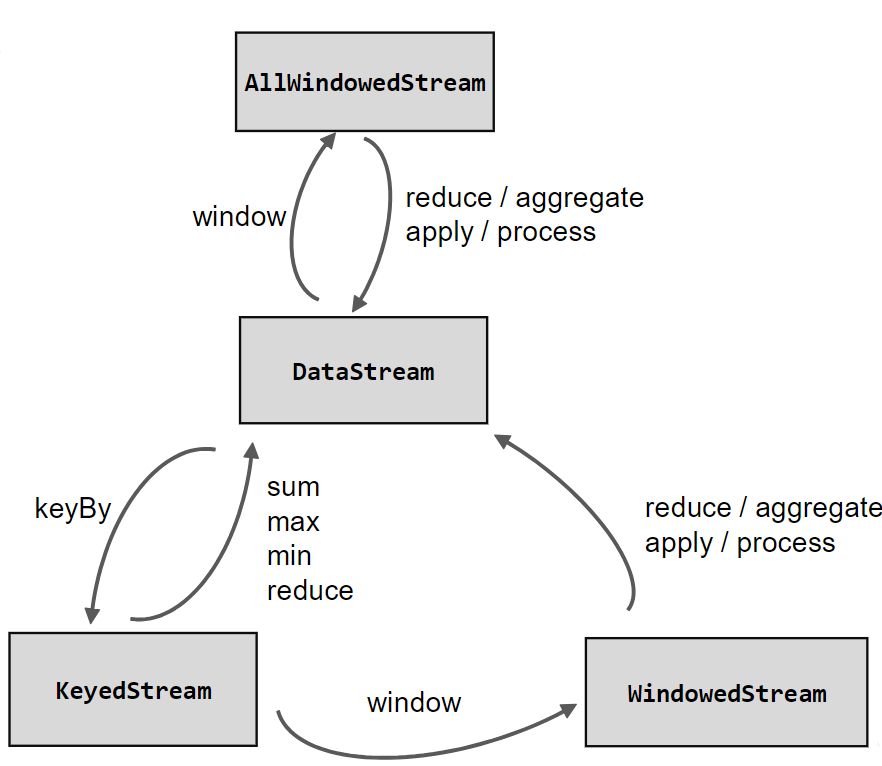 AllWindowedStream
window
reduce / aggregate
apply / process
DataStream
keyBy
sum
max
min
reduce
reduce / aggregate
apply / process
KeyedStream
window
WindowedStream